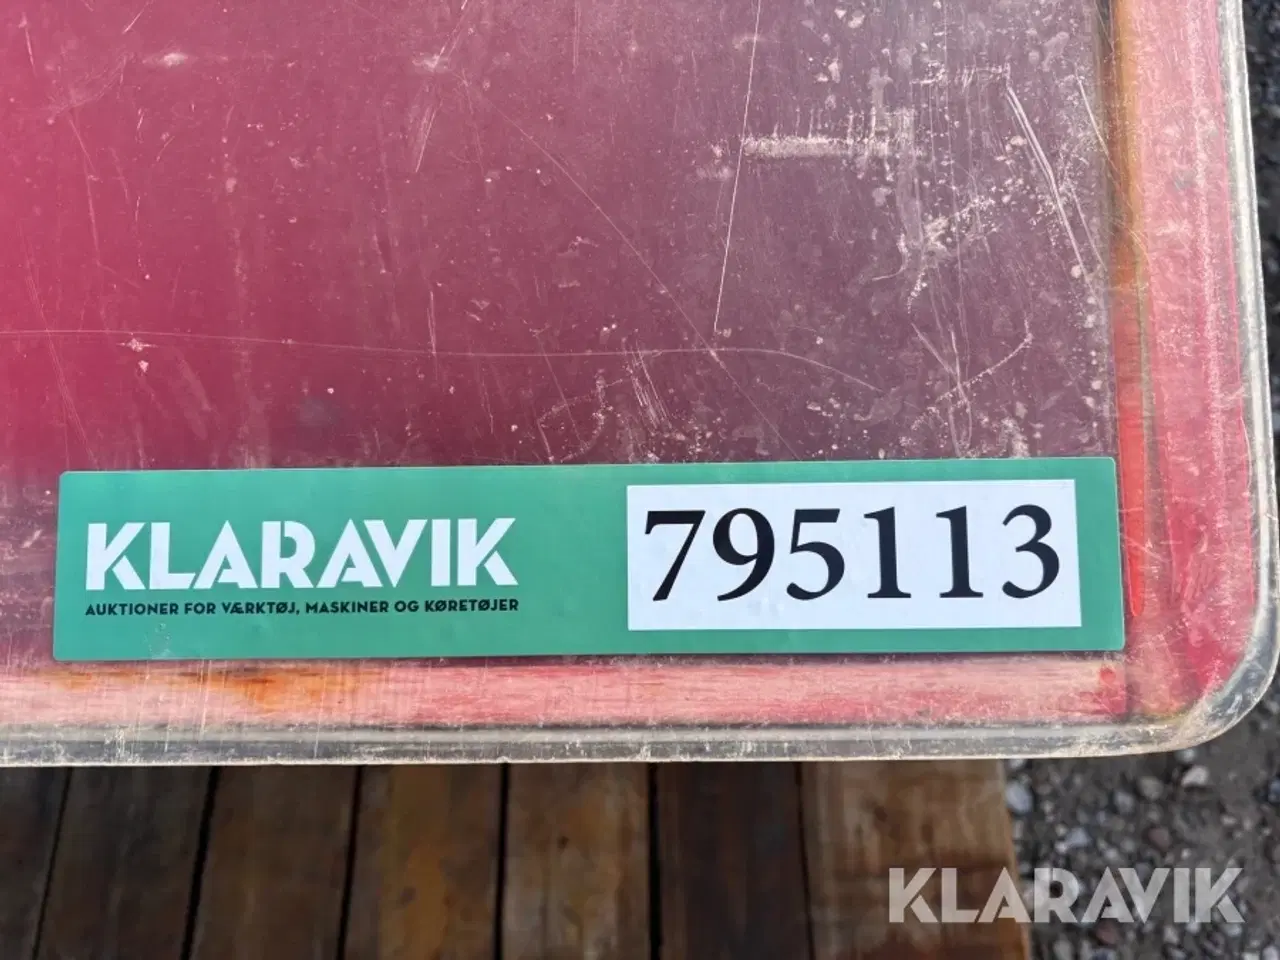 KLARAVIK
AUKTIONER FOR VÆRKTØJ, MASKINER OG KØRETØJER
795113
KLARAVIK